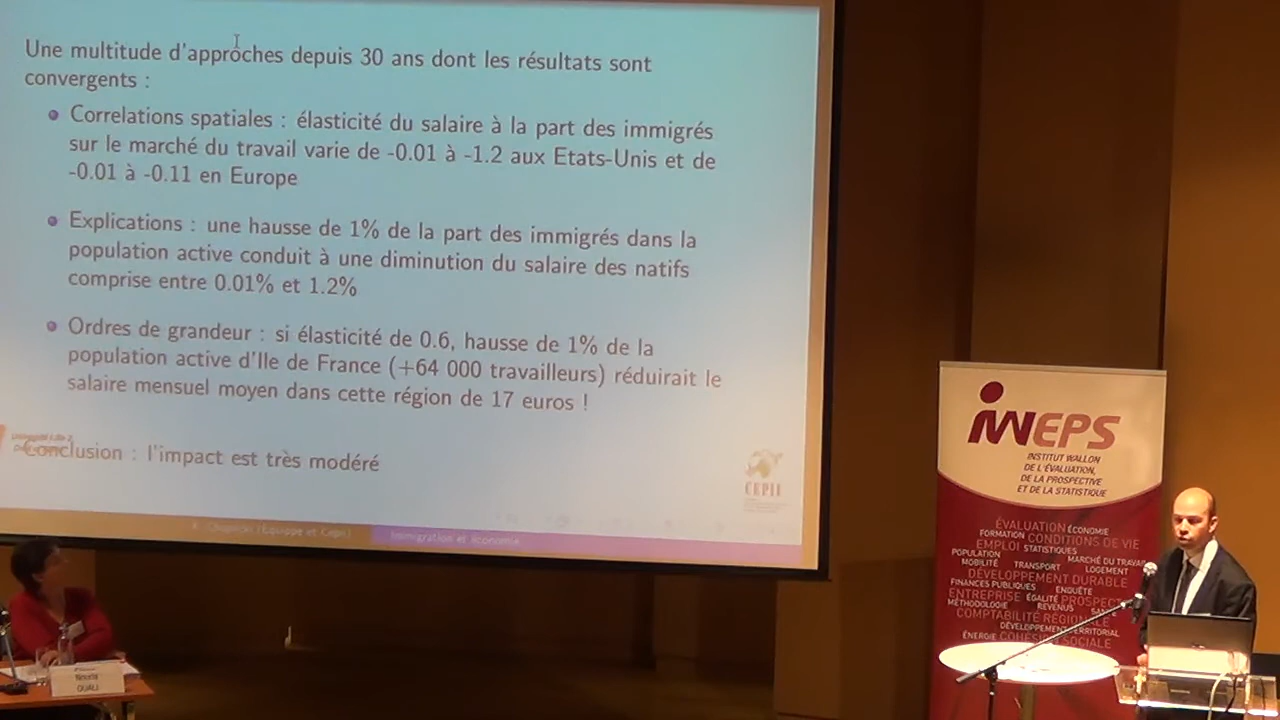 Une multitude d'approches depuis 30 ans dont les résultats sont
convergents :
Correlations spatiales : élasticité du salaire à la part des immigrés
sur le marché du travail varie de -0.01 à -1.2 aux Etats-Unis et de
-0.01 à -0.11 en Europe
Explications : une hausse de 1% de la part des immigrés dans la
population active conduit à une diminution du salaire des natifs
comprise entre 0.01% et 1.2%
Ordres de grandeur : si élasticité de 0.6, hausse de 1% de la
population active d'Ile de France (+64 000 travailleurs) réduirait le
salaire mensuel moyen dans cette région de 17 euros !
Conclusion : l'impact est très modéré
CEPII
(Equippe et Cepii)
Immigration et économie
IWEPS
INSTITUT WALLON
DE L'ÉVALUATION,
DE LA PROSPECTIVE
ET DE LA STATISTIQUE
ÉVALUATION ÉCONOMIE
FORMATION CONDITIONS DE VIE
EMPLOI STATISTIQUES
POPULATION MARCHÉ DU TRAVAIL
MOBILITÉ TRANSPORT LOGEMENT
DÉVELOPPEMENT DURABLE
FINANCES PUBLIQUES ENQUÊTE
ENTREPRISE ÉGALITÉ PROSPECT
MÉTHODOLOGIE REVENUS SANTÉ
COMPTABILITÉ RÉGIONALE
DÉVELOPPEMENT TERRITORIAL
ÉNERGIE COHÉSION SOCIALE
Nouria
OUALI